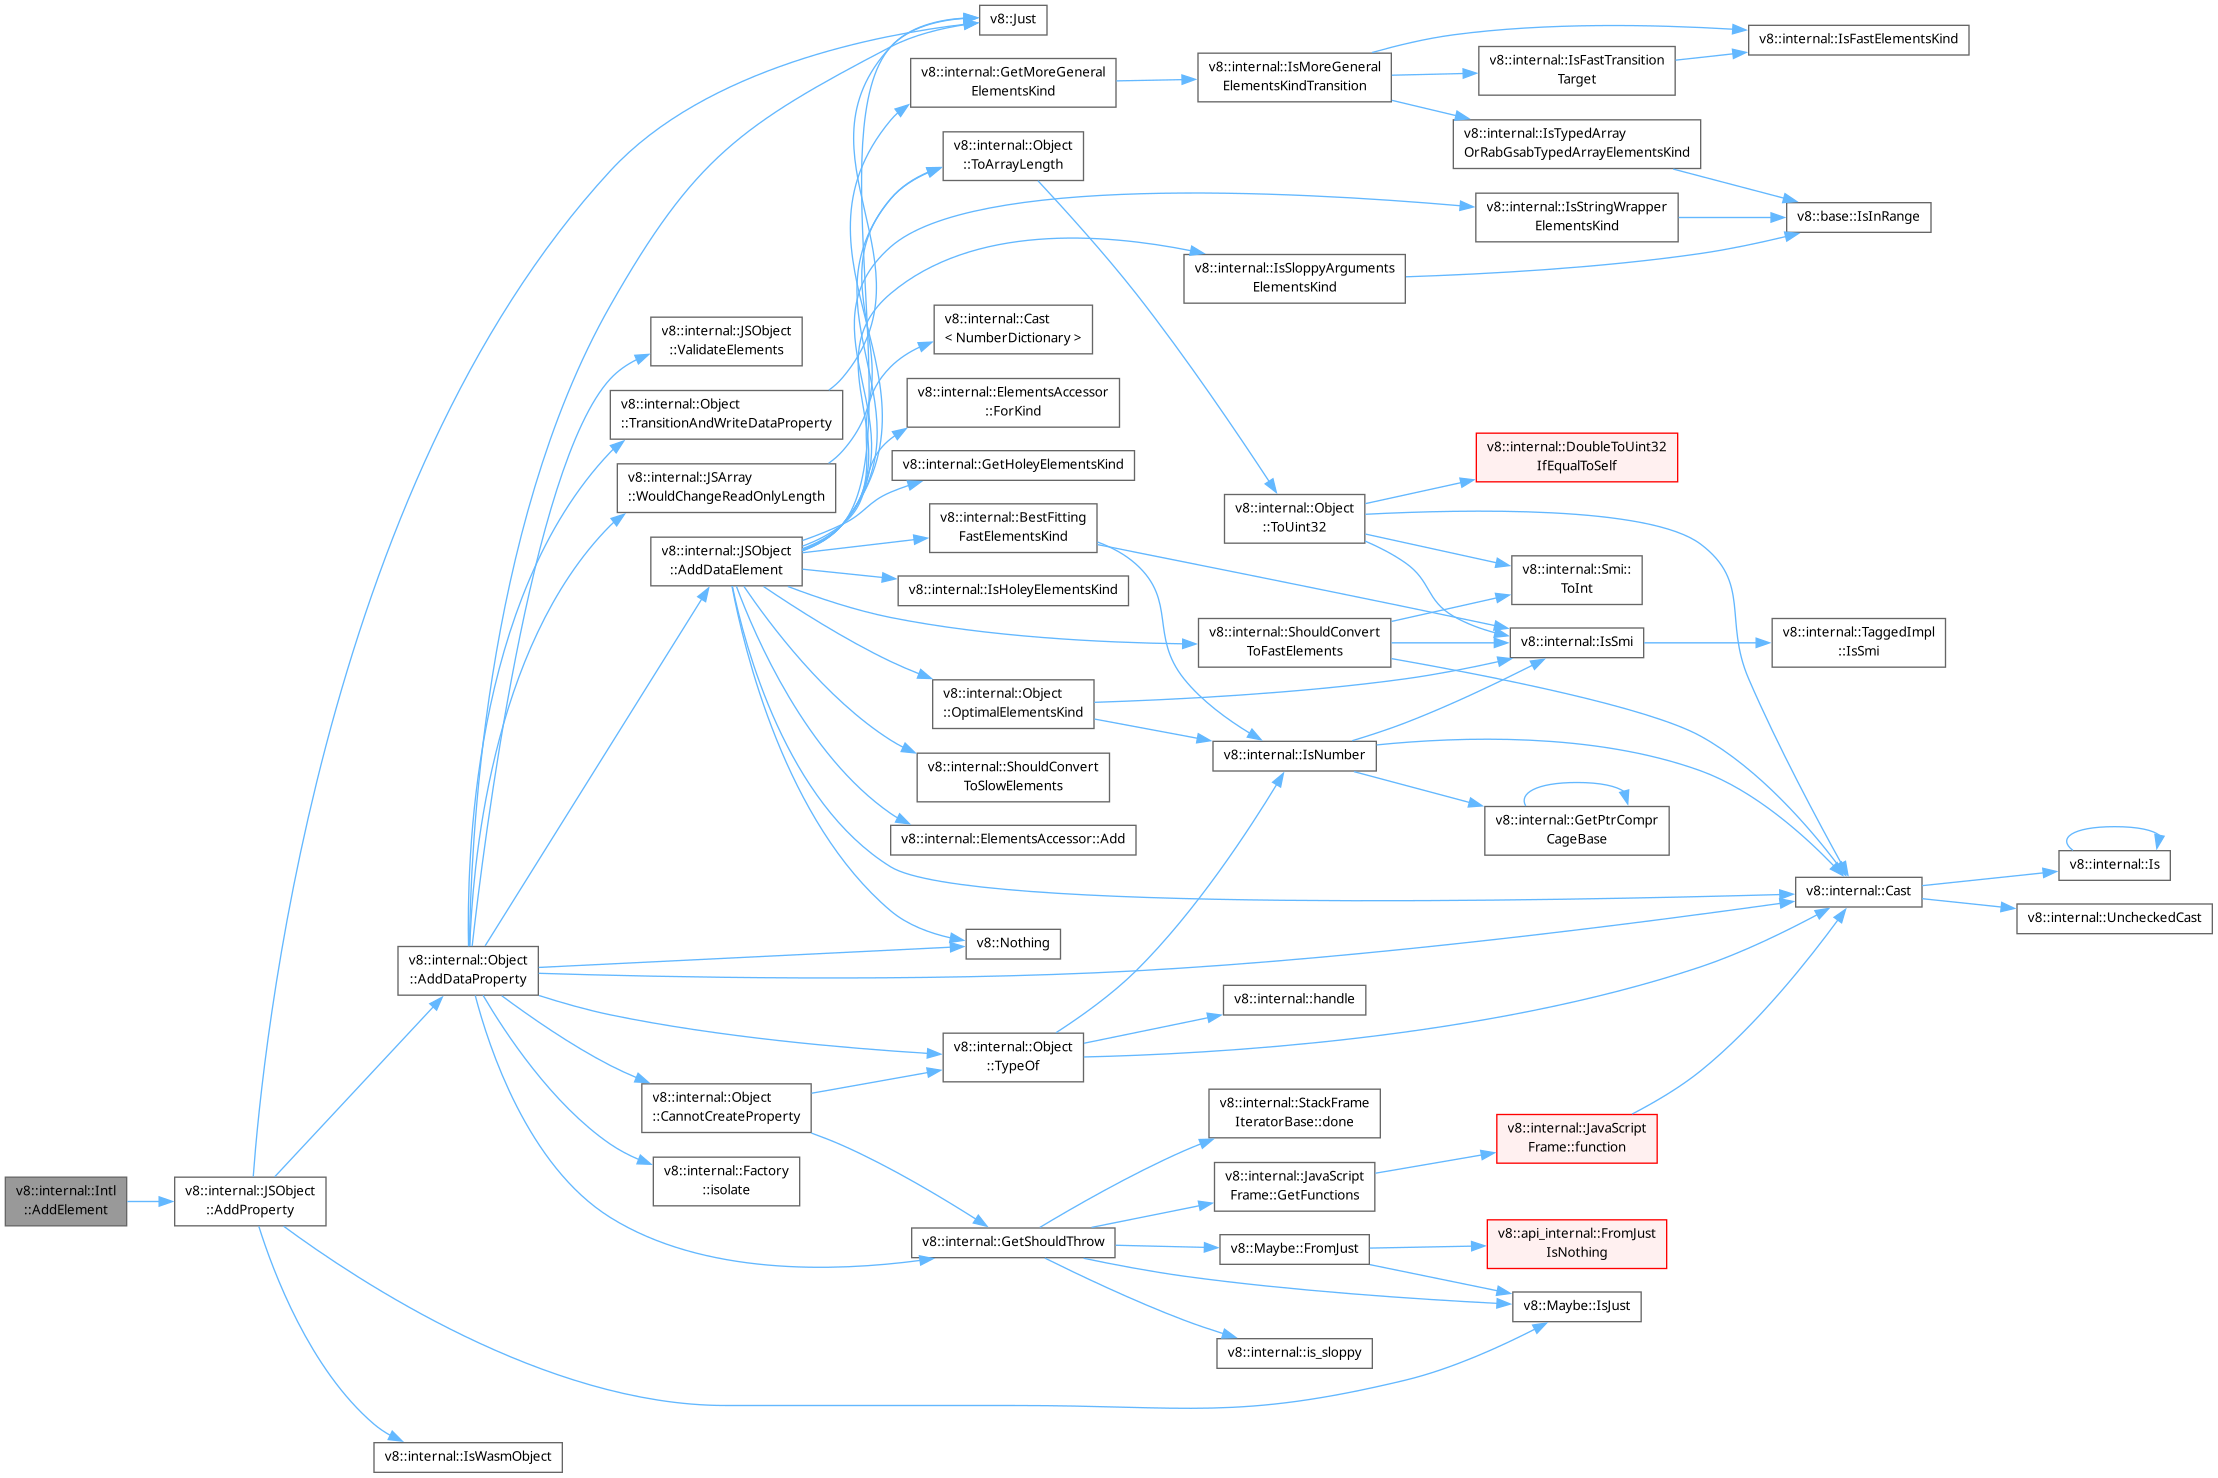 v8::Just
v8::internal::IsFastElementsKind
v8::internal::GetMoreGeneral
ElementsKind
v8::internal::IsMoreGeneral
ElementsKindTransition
v8::internal::IsFastTransition
Target
v8::internal::IsTypedArray
OrRabGsabTypedArrayElementsKind
v8::internal::Object
::ToArrayLength
v8::internal::IsStringWrapper
ElementsKind
v8::base::IsInRange
v8::internal::IsSloppyArguments
ElementsKind
v8::internal::Cast
< NumberDictionary >
v8::internal::JSObject
::ValidateElements
v8::internal::Object
::TransitionAndWriteDataProperty
v8::internal::ElementsAccessor
::ForKind
v8::internal::GetHoleyElementsKind
v8::internal::DoubleToUint32
IfEqualToSelf
v8::internal::JSArray
::WouldChangeReadOnlyLength
v8::internal::BestFitting
FastElementsKind
v8::internal::Object
::ToUint32
v8::internal::JSObject
::AddDataElement
v8::internal::IsHoleyElementsKind
v8::internal::Smi::
ToInt
v8::internal::ShouldConvert
ToFastElements
v8::internal::IsSmi
v8::internal::TaggedImpl
::IsSmi
v8::internal::Object
::OptimalElementsKind
v8::internal::IsNumber
v8::internal::ShouldConvert
ToSlowElements
v8::internal::GetPtrCompr
CageBase
v8::internal::ElementsAccessor::Add
v8::internal::Is
v8::internal::Cast
v8::internal::UncheckedCast
v8::Nothing
v8::internal::Object
::AddDataProperty
v8::internal::handle
v8::internal::Object
::TypeOf
v8::internal::Object
::CannotCreateProperty
v8::internal::StackFrame
IteratorBase::done
v8::internal::JavaScript
Frame::function
v8::internal::Factory
::isolate
v8::internal::JavaScript
Frame::GetFunctions
v8::internal::Intl
::AddElement
v8::internal::JSObject
::AddProperty
v8::internal::GetShouldThrow
v8::Maybe::FromJust
v8::api_internal::FromJust
IsNothing
v8::Maybe::IsJust
v8::internal::is_sloppy
v8::internal::IsWasmObject